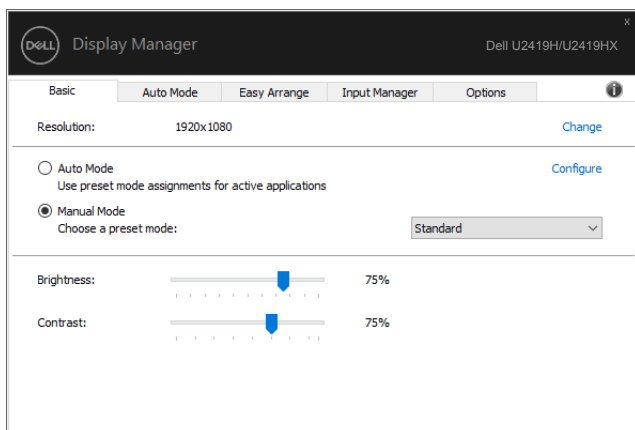 x
DELL Display Manager Dell U2419H/U2419HX
Basic Auto Mode Easy Arrange Input Manager Options i
Resolution: 1920x1080 Change
Auto Mode Configure
Use preset mode assignments for active applications
Manual Mode
Choose a preset mode: Standard
Brightness: 75%
Contrast: 75%